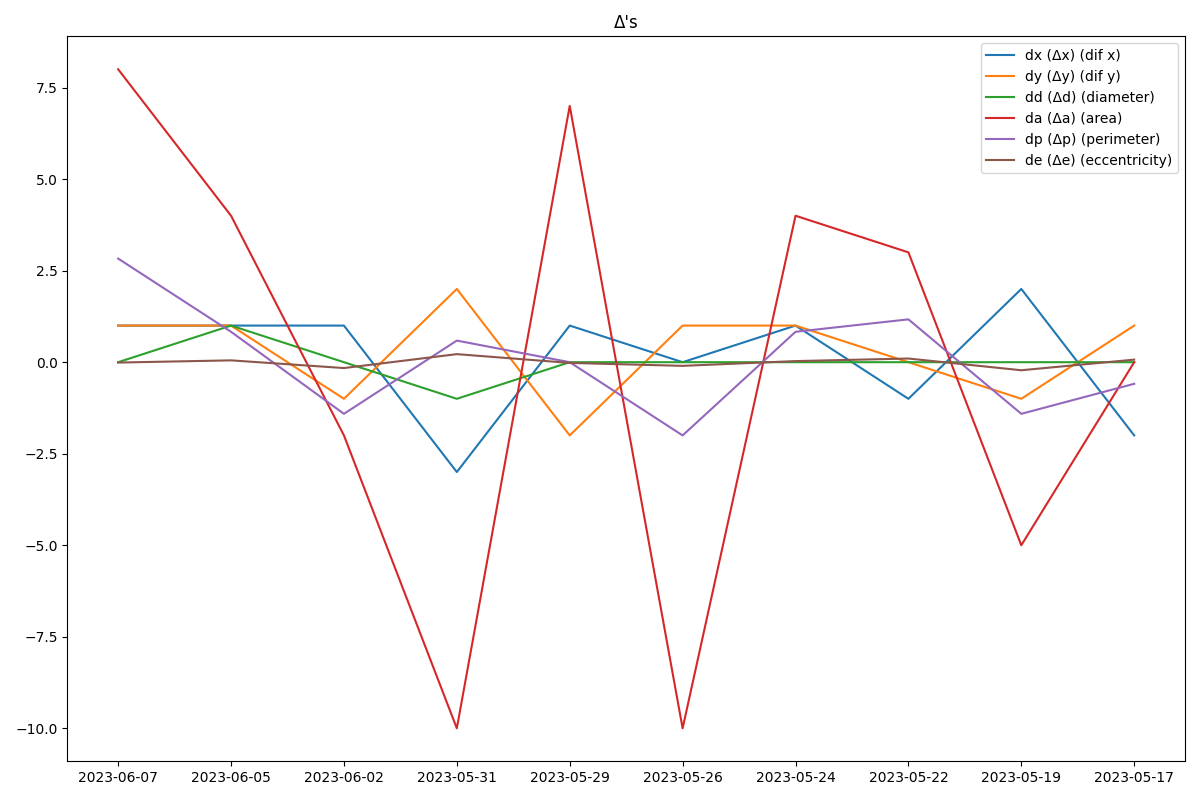 Δ's
dx (Δx) (dif x)
dy (Δy) (dif y)
dd (Δd) (diameter)
da (Δa) (area)
dp (Δp) (perimeter)
de (Δe) (eccentricity)
7.5
5.0
2.5
0.0
−2.5
−5.0
−7.5
−10.0
2023-06-07 2023-06-05 2023-06-02 2023-05-31 2023-05-29 2023-05-26 2023-05-24 2023-05-22 2023-05-19 2023-05-17